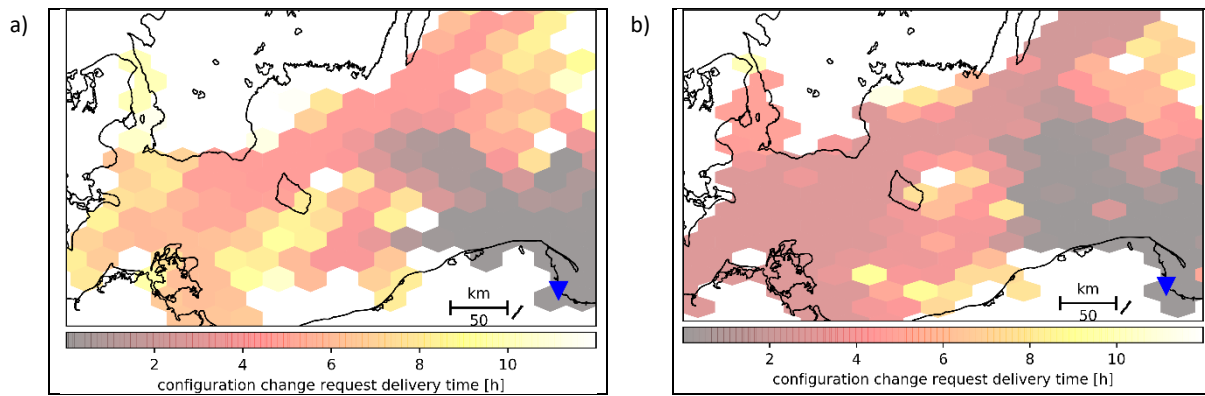 a)
km
50
2 4 6 8 10
configuration change request delivery time [h]
b)
km
50
2 4 6 8 10
configuration change request delivery time [h]